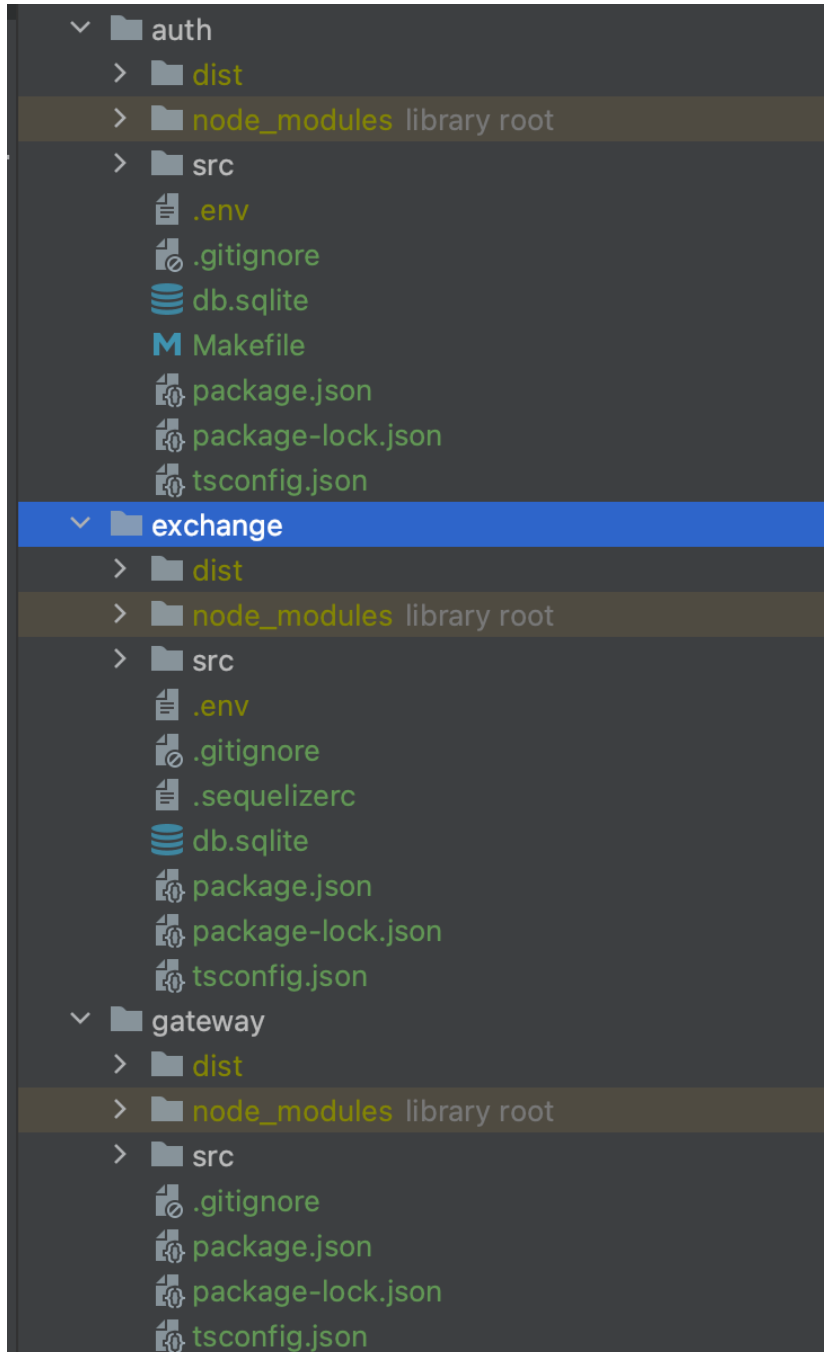 auth
dist
node_modules library root
src
.env
.gitignore
db.sqlite
Makefile
package.json
package-lock.json
tsconfig.json
exchange
dist
node_modules library root
src
.env
.gitignore
.sequelizerc
db.sqlite
package.json
package-lock.json
tsconfig.json
gateway
dist
node_modules library root
src
.gitignore
package.json
package-lock.json
tsconfig.json